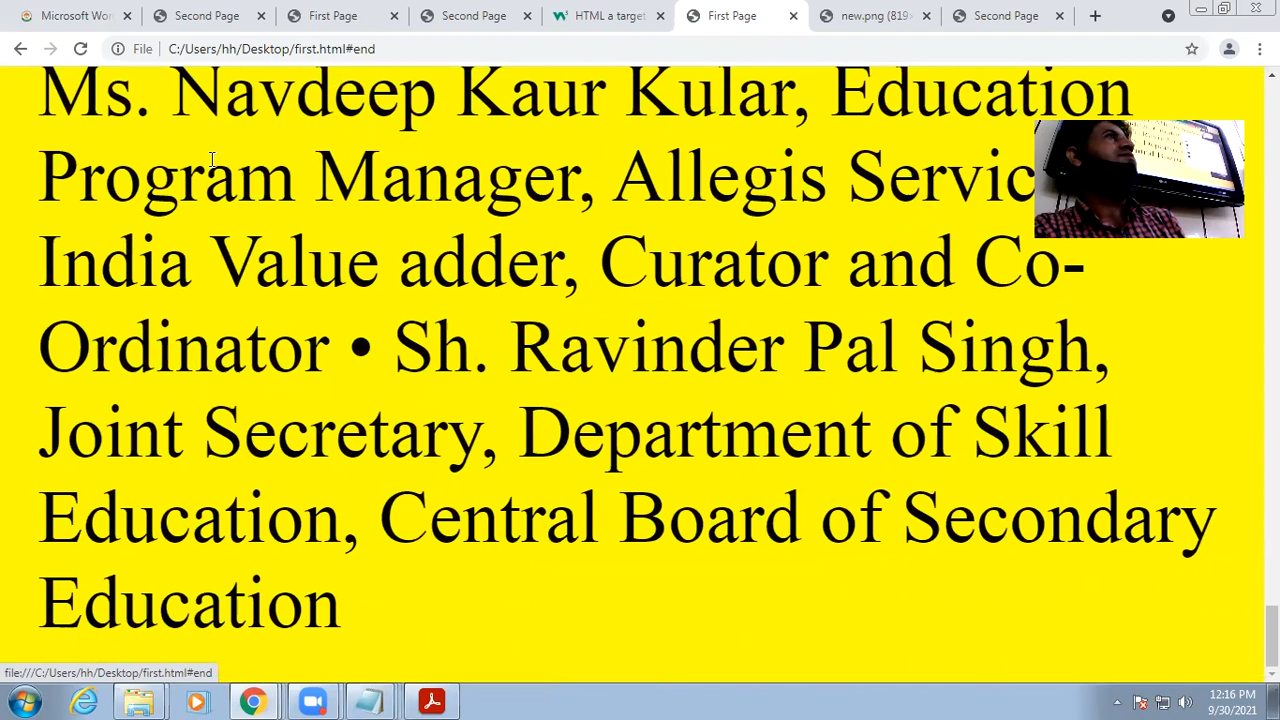 Microsoft Wor
Second Page
First Page
Second Page
HTML a target
First Page
new.png (819
Second Page
File
C:/Users/hh/Desktop/first.html#end
Ms. Navdeep Kaur Kular, Education
Program Manager, Allegis Servic
India Value adder, Curator and Co-
Ordinator • Sh. Ravinder Pal Singh,
Joint Secretary, Department of Skill
Education, Central Board of Secondary
Education
file:///C:/Users/hh/Desktop/first.html#end
12:16 PM
9/30/2021